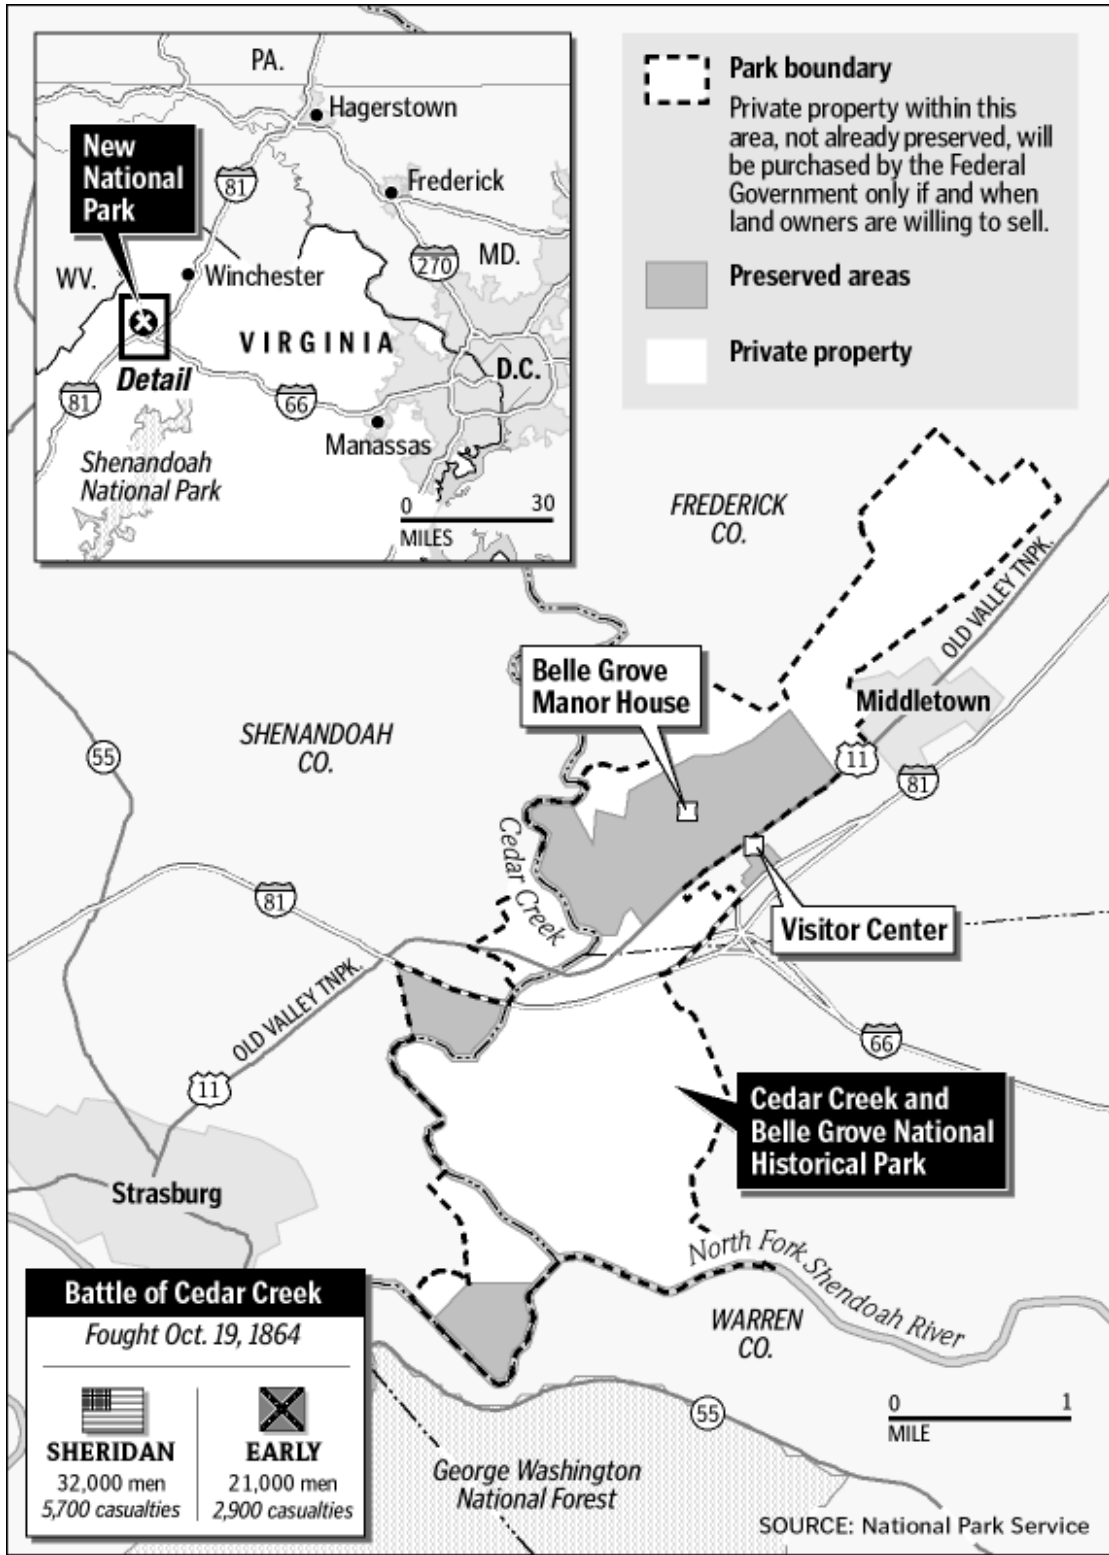 PA.
Hagerstown
New
National
Park
81
Frederick
270
MD.
WV.
Winchester
VIRGINIA
D.C.
Detail
81
66
Manassas
Shenandoah
National Park
0 30
MILES
Park boundary
Private property within this
area, not already preserved, will
be purchased by the Federal
Government only if and when
land owners are willing to sell.
Preserved areas
Private property
FREDERICK
CO.
OLD VALLEY TNPK.
Belle Grove
Manor House
Middletown
SHENANDOAH
CO.
55
11
81
Cedar Creek
81
Visitor Center
OLD VALLEY TNPK.
66
11
Cedar Creek and
Belle Grove National
Historical Park
Strasburg
North Fork Shendoah River
WARREN
CO.
Battle of Cedar Creek
Fought Oct. 19, 1864
SHERIDAN
32,000 men
5,700 casualties
EARLY
21,000 men
2,900 casualties
0 1
MILE
55
George Washington
National Forest
SOURCE: National Park Service